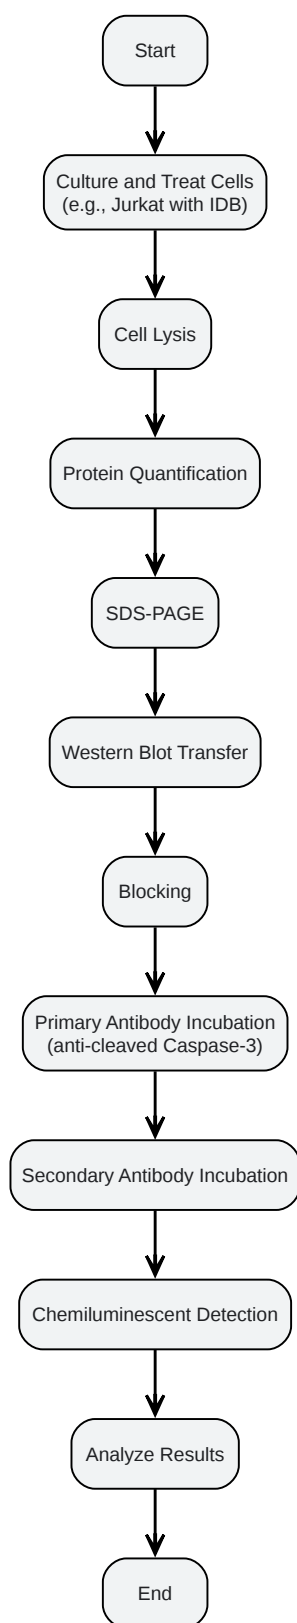 Start
Culture and Treat Cells
(e.g., Jurkat with IDB)
Cell Lysis
Protein Quantification
SDS-PAGE
Western Blot Transfer
Blocking
Primary Antibody Incubation
(anti-cleaved Caspase-3)
Secondary Antibody Incubation
Chemiluminescent Detection
Analyze Results
End